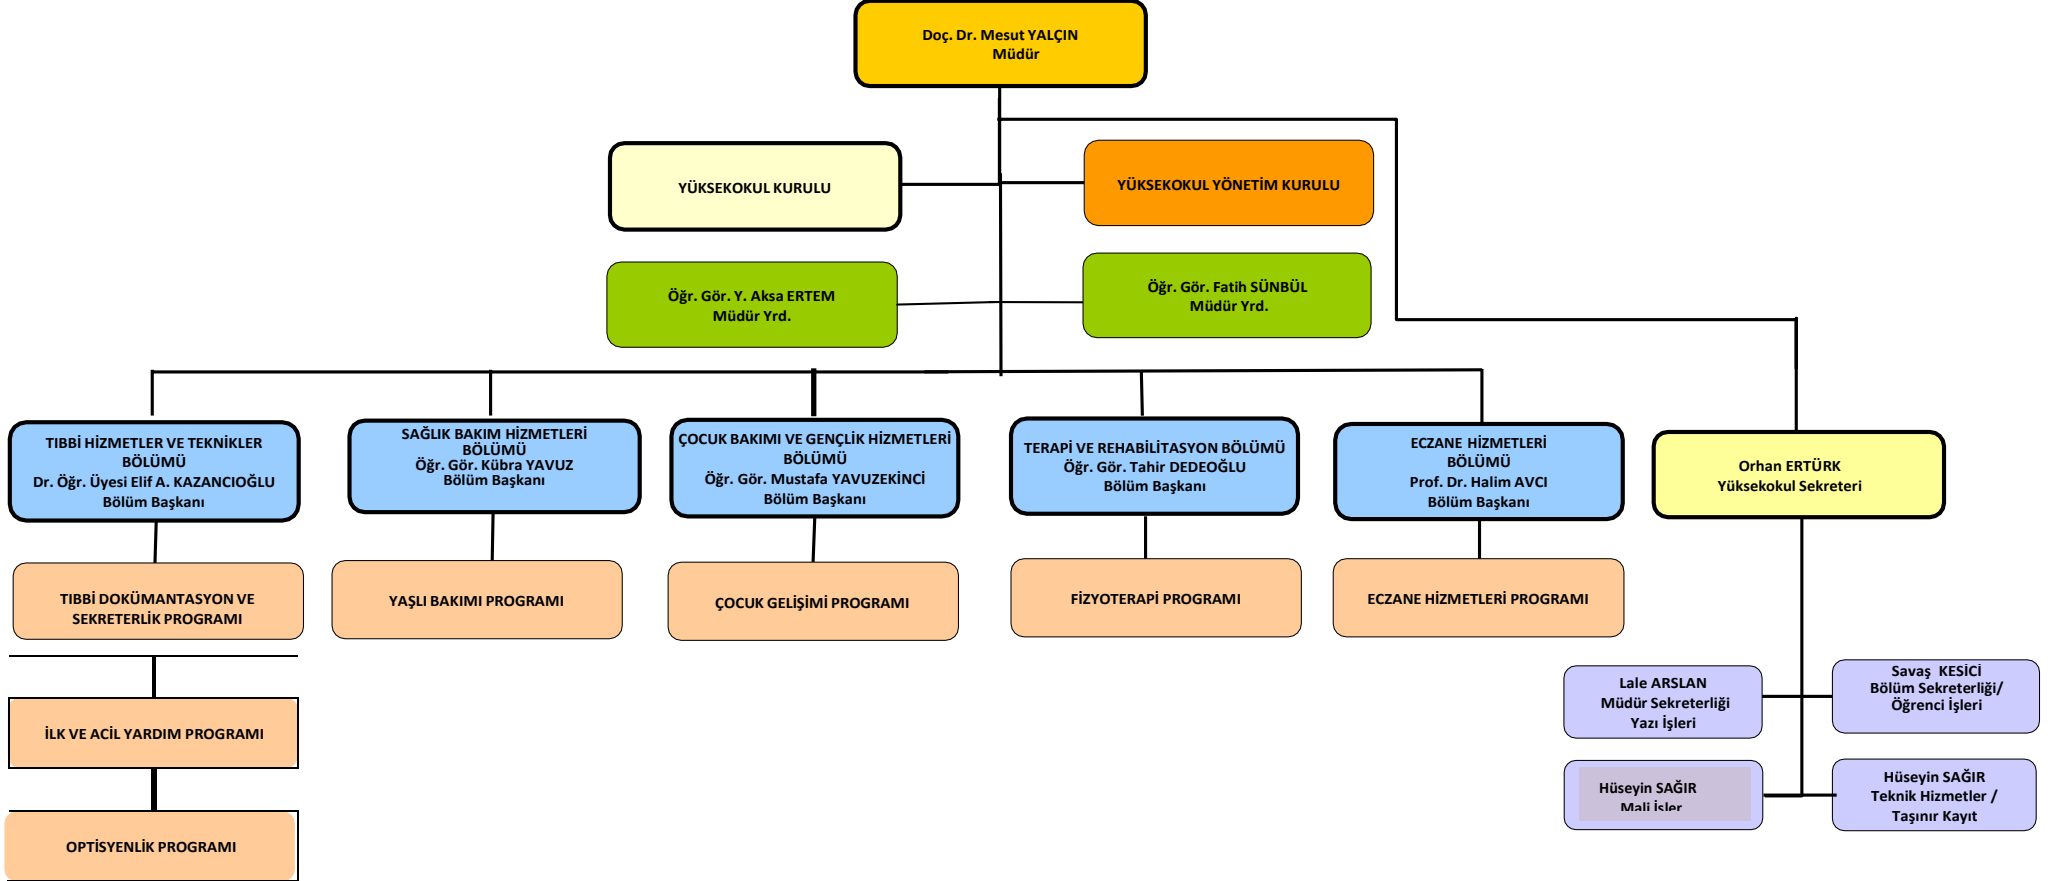 Doç. Dr. Mesut YALÇIN
Müdür
YÜKSEKOKUL KURULU
YÜKSEKOKUL YÖNETİM KURULU
Öğr. Gör. Y. Aksa ERTEM
Müdür Yrd.
Öğr. Gör. Fatih SÜNBÜL
Müdür Yrd.
TIBBİ HİZMETLER VE TEKNİKLER
BÖLÜMÜ
Dr. Öğr. Üyesi Elif A. KAZANCIOĞLU
Bölüm Başkanı
SAĞLIK BAKIM HİZMETLERİ
BÖLÜMÜ
Öğr. Gör. Kübra YAVUZ
Bölüm Başkanı
ÇOCUK BAKIMI VE GENÇLİK HİZMETLERİ
BÖLÜMÜ
Öğr. Gör. Mustafa YAVUZEKİNCİ
Bölüm Başkanı
TERAPİ VE REHABİLİTASYON BÖLÜMÜ
Öğr. Gör. Tahir DEDEOĞLU
Bölüm Başkanı
ECZANE HİZMETLERİ
BÖLÜMÜ
Prof. Dr. Halim AVCI
Bölüm Başkanı
Orhan ERTÜRK
Yüksekokul Sekreteri
TIBBİ DOKÜMANTASYON VE
SEKRETERLİK PROGRAMI
YAŞLI BAKIMI PROGRAMI
ÇOCUK GELİŞİMİ PROGRAMI
FİZYOTERAPİ PROGRAMI
ECZANE HİZMETLERİ PROGRAMI
İLK VE ACİL YARDIM PROGRAMI
OPTİSYENLİK PROGRAMI
Lale ARSLAN
Müdür Sekreterliği
Yazı İşleri
Savaş KESİCİ
Bölüm Sekreterliği/
Öğrenci İşleri
Hüseyin SAĞIR
Mali İşler
Hüseyin SAĞIR
Teknik Hizmetler /
Taşınır Kayıt